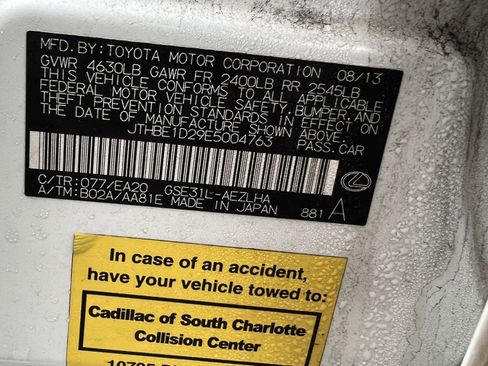 MFD.BY:TOYOTA MOTOR CORPORATION 08/13
GVWR 4630LB GAWR FR 2400LB RR 2545LB
THIS VEHICLE CONFORMS TO ALL APPLICABLE
FEDERAL MOTOR VEHICLE SAFETY,BUMPER,AND
THEFT PREVENTION STANDARDS IN EFFECT ON
THE DATE OF MANUFACTURE SHOWN ABOVE.
JTHBE1D29E5004763 PASS.CAR
C/TR:077/EA20 GSE31L-AEZLHA
A/TM:B02A/AA81E MADE IN JAPAN 881 A
In case of an accident,
have your vehicle towed to:
Cadillac of South Charlotte
Collision Center